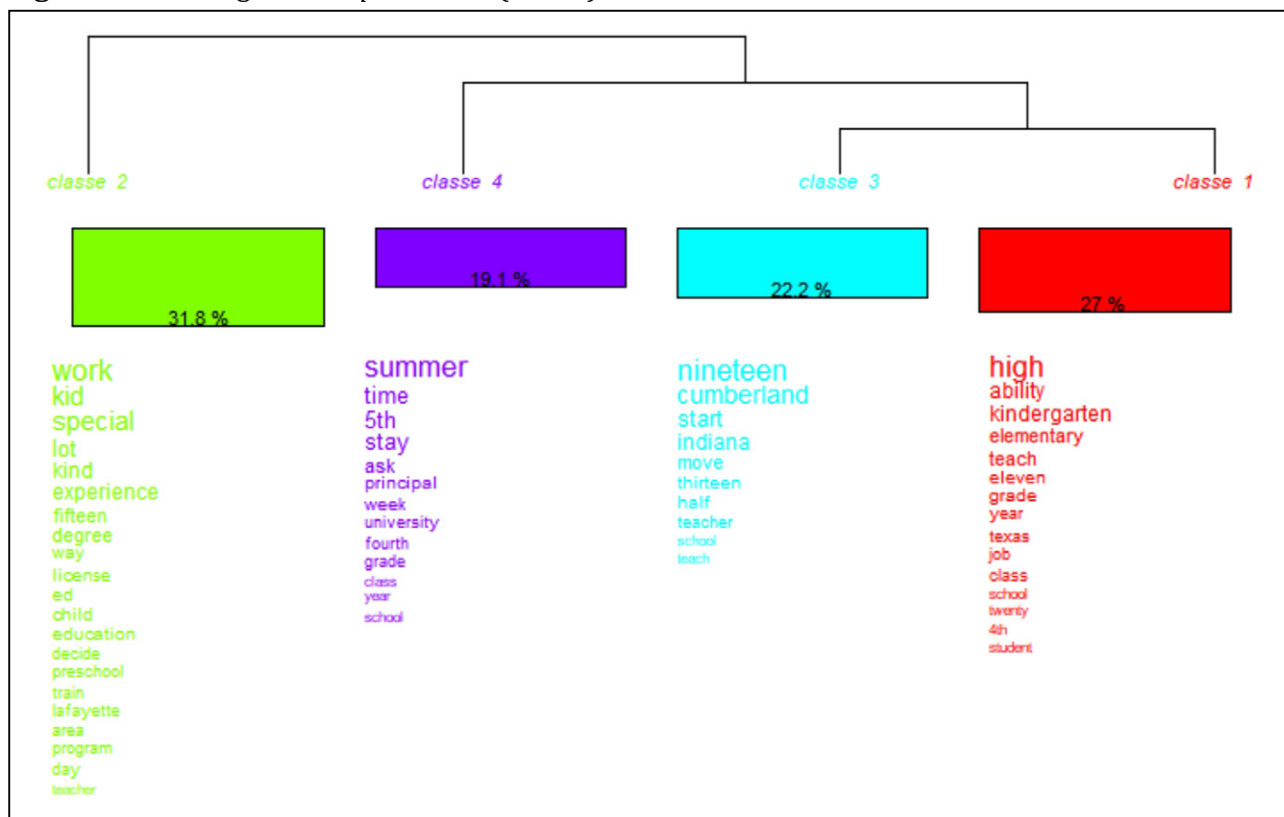 classe 2
classe 4
classe 3
classe 1
31.8 %
19.1 %
22.2 %
27 %
work
kid
special
lot
kind
experience
fifteen
degree
way
license
ed
child
education
decide
preschool
train
lafayette
area
program
day
teacher
summer
time
5th
stay
ask
principal
week
university
fourth
grade
class
year
school
nineteen
cumberland
start
indiana
move
thirteen
half
teacher
school
teach
high
ability
kindergarten
elementary
teach
eleven
grade
year
texas
job
class
school
twenty
4th
student